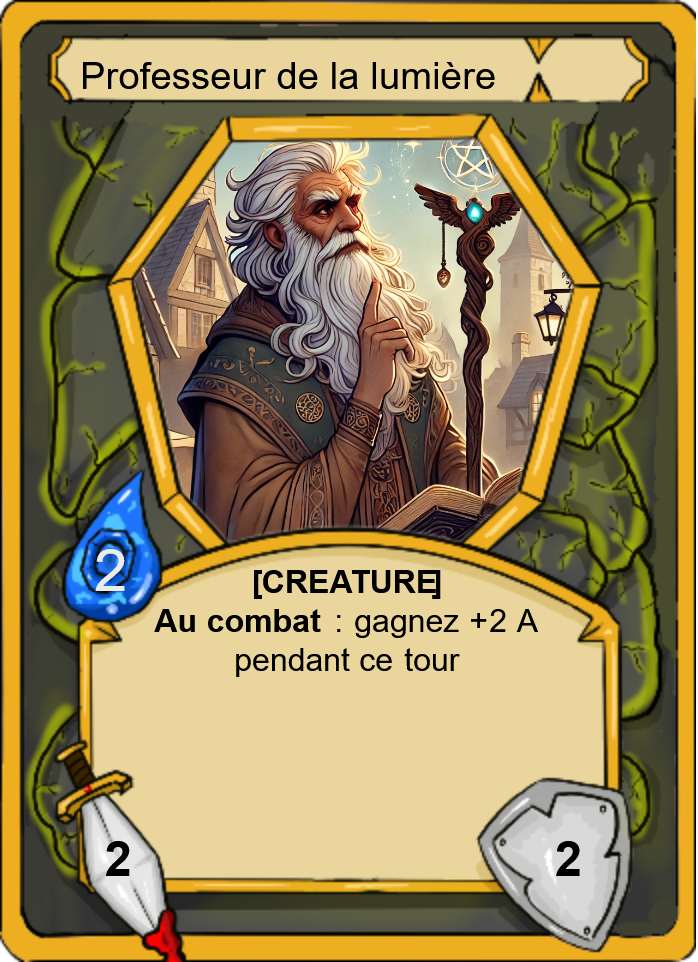 Professeur de la lumière
2
[CREATURE]
Au combat : gagnez +2 A
pendant ce tour
2
2